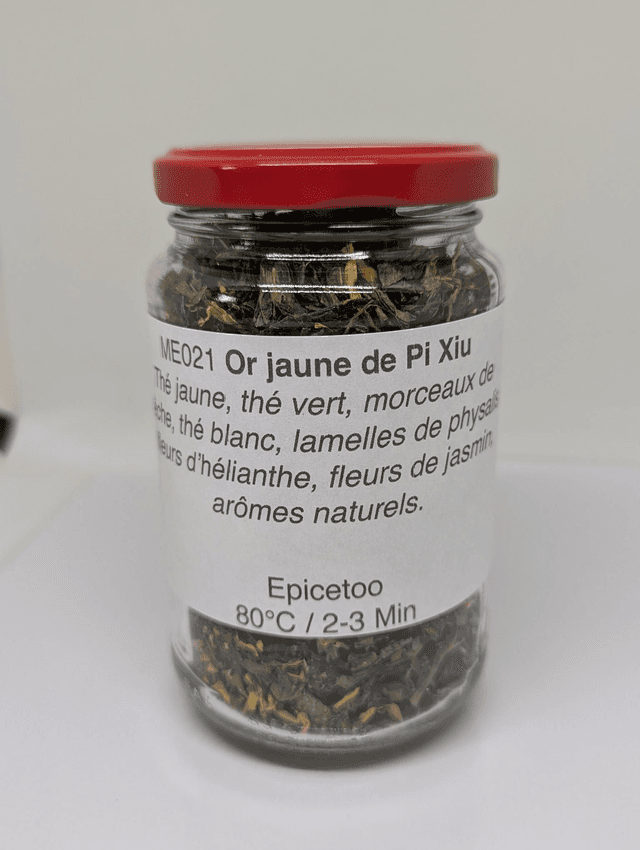 ME021 Or jaune de Pi Xiu
Thé jaune, thé vert, morceaux de
thé blanc, lamelles de physalis
d'hélianthe, fleurs de jasmin,
arômes naturels.
Epicetoo
80°C / 2-3 Min